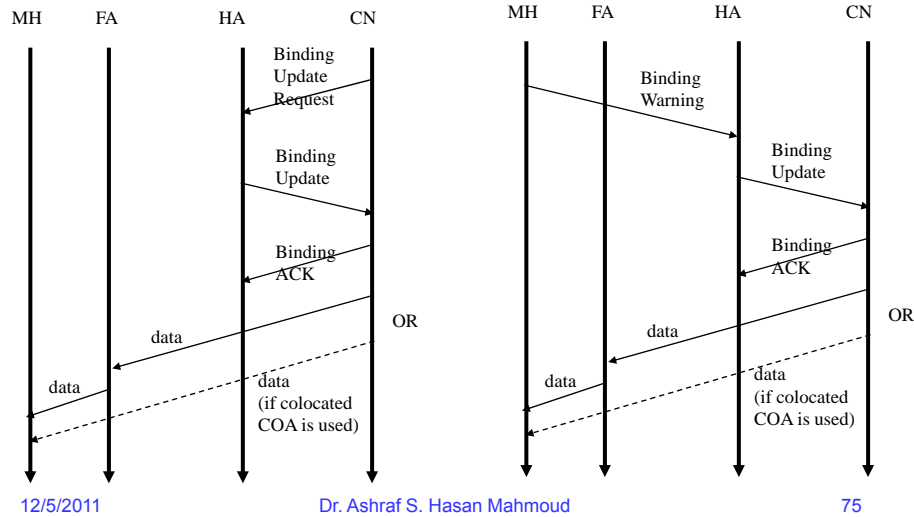 MH FA HA CN
Binding
Update
Request
Binding
Update
Binding
ACK
OR
data
data
data
(if colocated
COA is used)
MH FA HA CN
Binding
Warning
Binding
Update
Binding
ACK
OR
data
data
data
(if colocated
COA is used)
12/5/2011 Dr. Ashraf S. Hasan Mahmoud 75